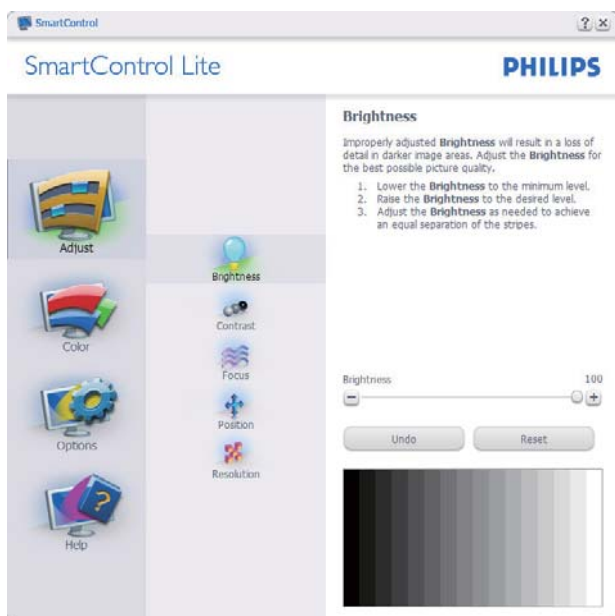 SmartControl
SmartControl Lite
PHILIPS
Adjust
Color
Options
Help
Brightness
Contrast
Focus
Position
Resolution
Brightness
Improperly adjusted Brightness will result in a loss of
detail in darker image areas. Adjust the Brightness for
the best possible picture quality.
1. Lower the Brightness to the minimum level.
2. Raise the Brightness to the desired level.
3. Adjust the Brightness as needed to achieve
an equal separation of the stripes.
Brightness 100
Undo
Reset